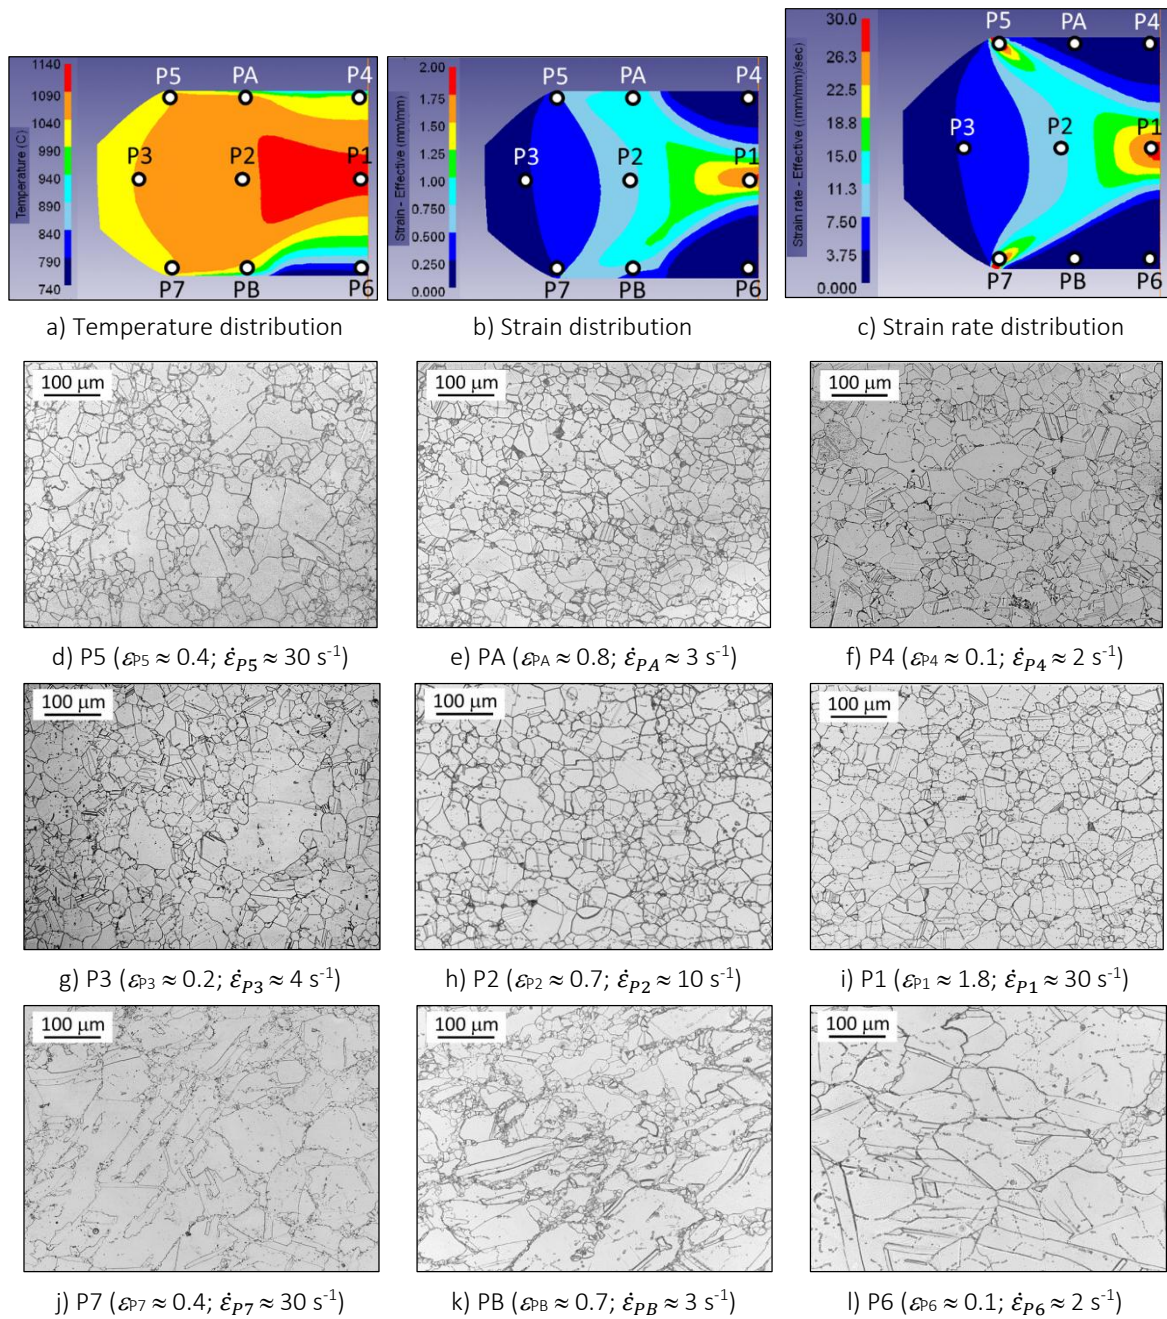 P5 PA P4
1140
1090
1040
990
940
890
840
790
740
Temperature (C)
P3 P2 P1
P7 PB P6
2.00
1.75
1.50
1.25
1.00
0.750
0.500
0.250
0.000
Strain - Effective (mm/mm)
P5 PA P4
P3 P2 P1
P7 PB P6
30.0
26.3
22.5
18.8
15.0
11.3
7.50
3.75
0.000
Strain rate - Effective ((mm/mm)/sec)
P5 PA P4
P3 P2 P1
P7 PB P6
a) Temperature distribution
b) Strain distribution
c) Strain rate distribution
100 μm
100 μm
100 μm
d) P5 (εP5 ≈ 0.4; ε̇P5 ≈ 30 s⁻¹)
e) PA (εPA ≈ 0.8; ε̇PA ≈ 3 s⁻¹)
f) P4 (εP4 ≈ 0.1; ε̇P4 ≈ 2 s⁻¹)
100 μm
100 μm
100 μm
g) P3 (εP3 ≈ 0.2; ε̇P3 ≈ 4 s⁻¹)
h) P2 (εP2 ≈ 0.7; ε̇P2 ≈ 10 s⁻¹)
i) P1 (εP1 ≈ 1.8; ε̇P1 ≈ 30 s⁻¹)
100 μm
100 μm
100 μm
j) P7 (εP7 ≈ 0.4; ε̇P7 ≈ 30 s⁻¹)
k) PB (εPB ≈ 0.7; ε̇PB ≈ 3 s⁻¹)
l) P6 (εP6 ≈ 0.1; ε̇P6 ≈ 2 s⁻¹)